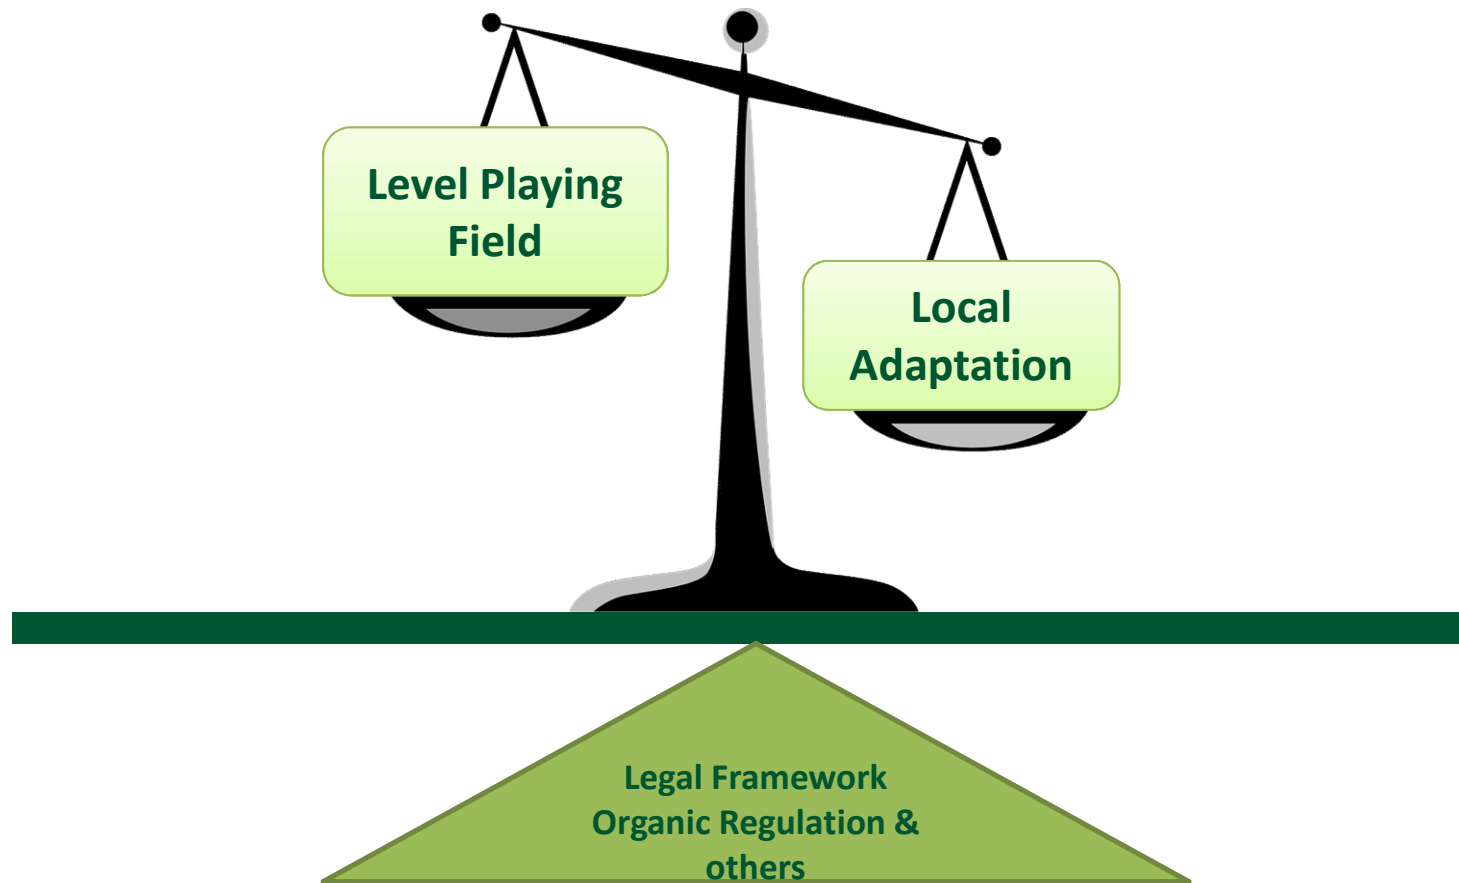 Level Playing
Field
Local
Adaptation
Legal Framework
Organic Regulation &
others